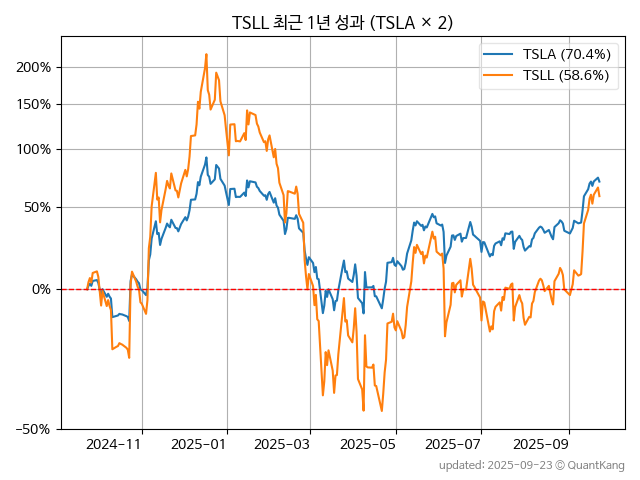 TSLL 최근 1년 성과 (TSLA × 2)
TSLA (70.4%)
TSLL (58.6%)
200%
150%
100%
50%
0%
−50%
2024-11 2025-01 2025-03 2025-05 2025-07 2025-09
updated: 2025-09-23 © QuantKang